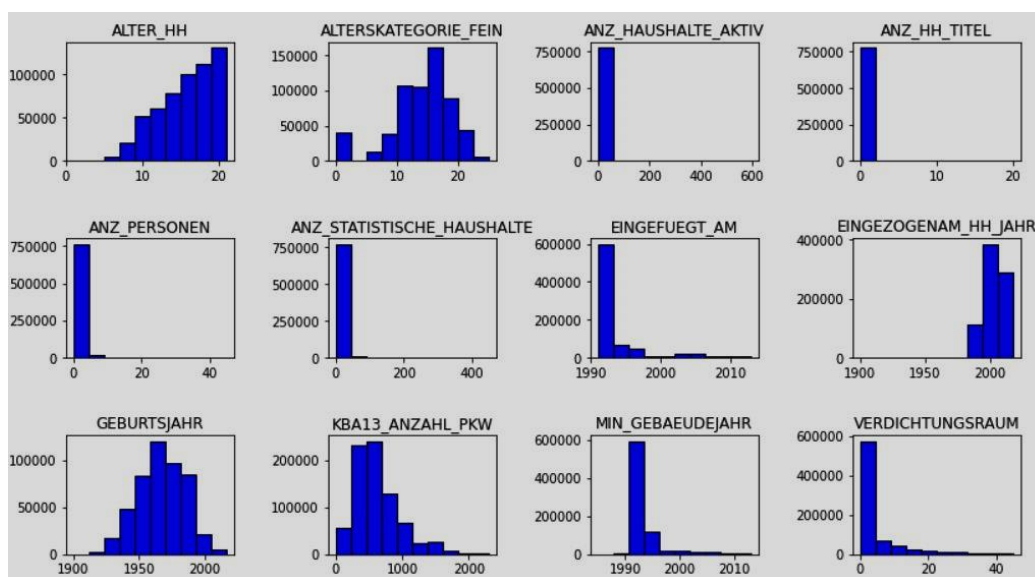 ALTER_HH
ALTERSKATEGORIE_FEIN
ANZ_HAUSHALTE_AKTIV
ANZ_HH_TITEL
100000
50000
0
0 10 20
150000
100000
50000
0
0 10 20
750000
500000
250000
0
0 200 400 600
750000
500000
250000
0
0 10 20
ANZ_PERSONEN
ANZ_STATISTISCHE_HAUSHALTE
EINGEFUEGT_AM
EINGEZOGENAM_HH_JAHR
750000
500000
250000
0
0 20 40
750000
500000
250000
0
0 200 400
600000
400000
200000
0
1990 2000 2010
400000
200000
0
1900 1950 2000
GEBURTSJAHR
KBA13_ANZAHL_PKW
MIN_GEBAEUDEJAHR
VERDICHTUNGSRAUM
100000
50000
0
1900 1950 2000
200000
100000
0
0 1000 2000
600000
400000
200000
0
1990 2000 2010
600000
400000
200000
0
0 20 40